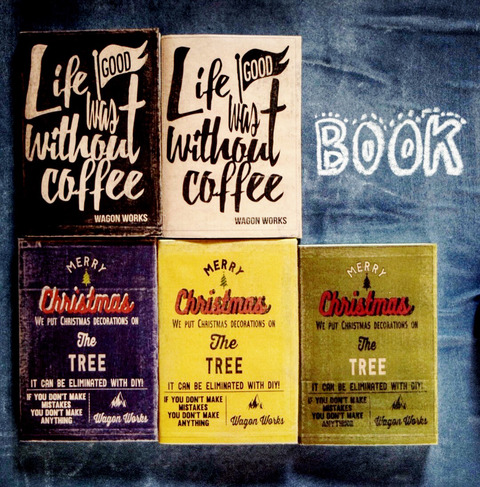 Life GOOD
was t
without
coffee
WAGON WORKS
Life GOOD
was t
without
coffee
WAGON WORKS
BOOK
MERRY
Christmas
WE PUT CHRISTMAS DECORATIONS ON
The
TREE
IT CAN BE ELIMINATED WITH DIY!
IF YOU DON'T MAKE
MISTAKES
YOU DON'T MAKE
ANYTHING
Wagon Works
MERRY
Christmas
WE PUT CHRISTMAS DECORATIONS ON
The
TREE
IT CAN BE ELIMINATED WITH DIY!
IF YOU DON'T MAKE
MISTAKES
YOU DON'T MAKE
ANYTHING
Wagon Works
MERRY
Christmas
WE PUT CHRISTMAS DECORATIONS ON
The
TREE
IT CAN BE ELIMINATED WITH DIY!
IF YOU DON'T MAKE
MISTAKES
YOU DON'T MAKE
ANYTHING
Wagon Works